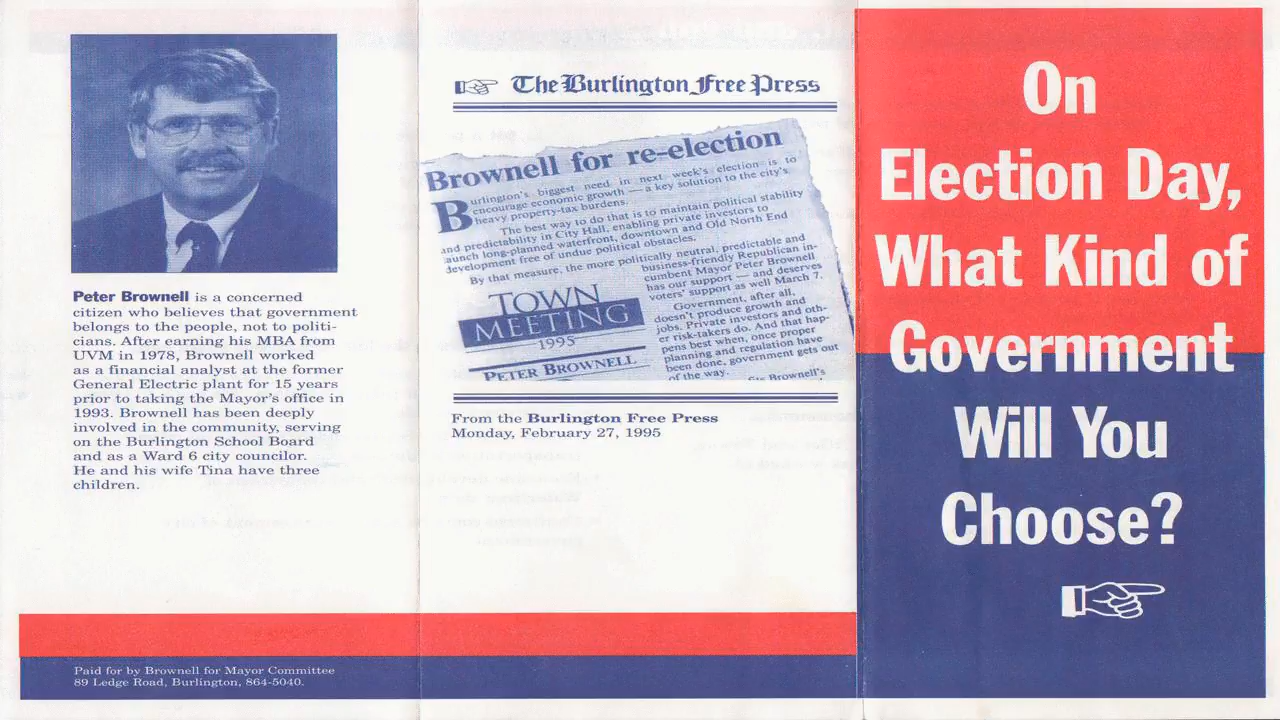 Peter Brownell is a concerned
citizen who believes that government
belongs to the people, not to politi-
cians. After earning his MBA from
UVM in 1978, Brownell worked
as a financial analyst at the former
General Electric plant for 15 years
prior to taking the Mayor's office in
1993. Brownell has been deeply
involved in the community, serving
on the Burlington School Board
and as a Ward 6 city councilor.
He and his wife Tina have three
children.
Paid for by Brownell for Mayor Committee
89 Ledge Road, Burlington, 864-5040.
The Burlington Free Press
Brownell for re-election
Burlington's biggest need in next week's election is to
encourage economic growth — a key solution to the city's
heavy property-tax burdens.
The best way to do that is to maintain political stability
and predictability in City Hall, enabling private investors to
launch long-planned waterfront, downtown and Old North End
development free of undue political obstacles.
By that measure, the more politically neutral, predictable and
business-friendly Republican in-
cumbent Mayor Peter Brownell
has our support — and deserves
voters' support as well March 7.
Government, after all,
doesn't produce growth and
jobs. Private investors and oth-
er risk-takers do. And that hap-
pens best when, once proper
planning and regulation have
been done, government gets out
of the way.
Brownell's
TOWN
MEETING
1995
PETER BROWNELL
From the Burlington Free Press
Monday, February 27, 1995
On
Election Day,
What Kind of
Government
Will You
Choose?